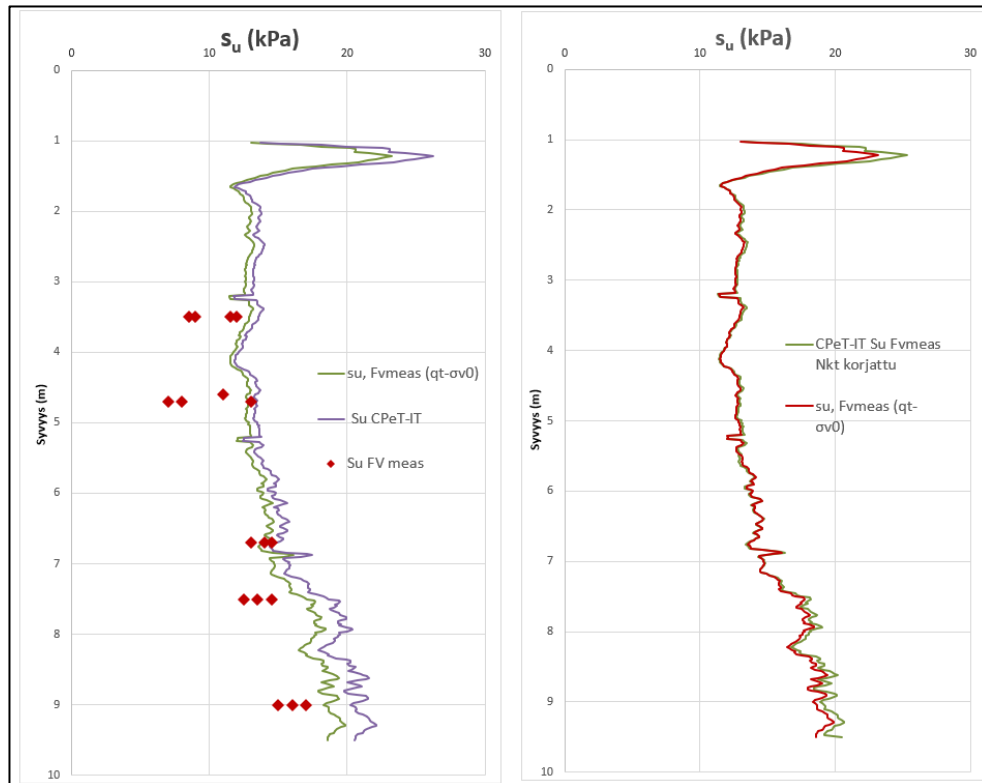 s_u (kPa)
0
10
20
30
0
1
2
3
4
5
6
7
8
9
10
Syvyys (m)
su, Fvmeas (qt-σv0)
Su CPeT-IT
Su FV meas
s_u (kPa)
0
10
20
30
0
1
2
3
4
5
6
7
8
9
10
Syvyys (m)
CPeT-IT Su Fvmeas
Nkt korjattu
su, Fvmeas (qt-
σv0)